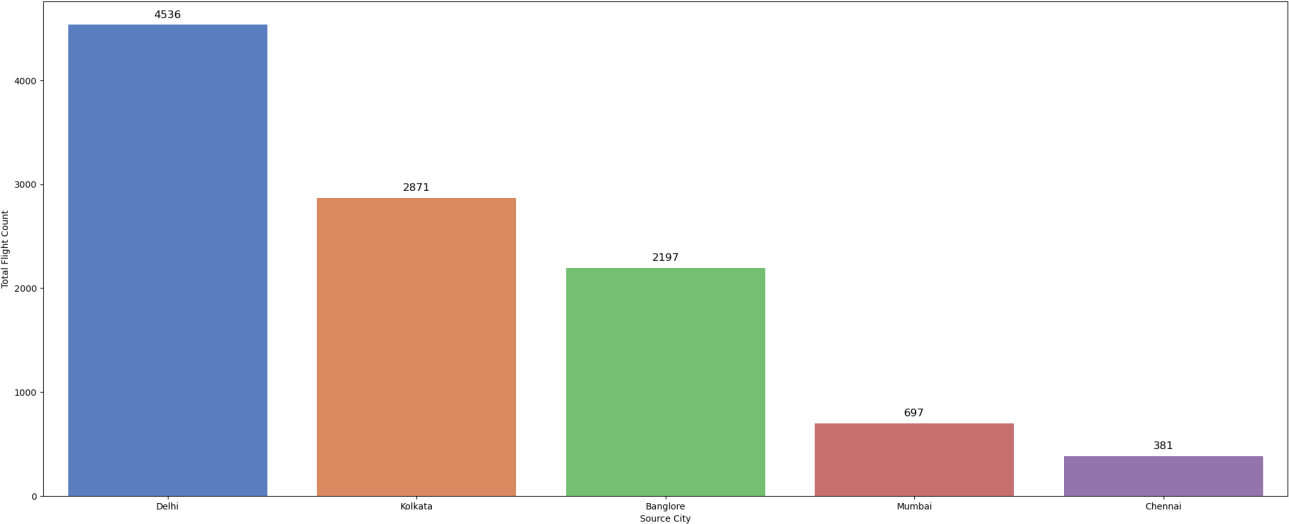 4536
2871
2197
697
381
Total Flight Count
4000
3000
2000
1000
0
Delhi
Kolkata
Banglore
Mumbai
Chennai
Source City